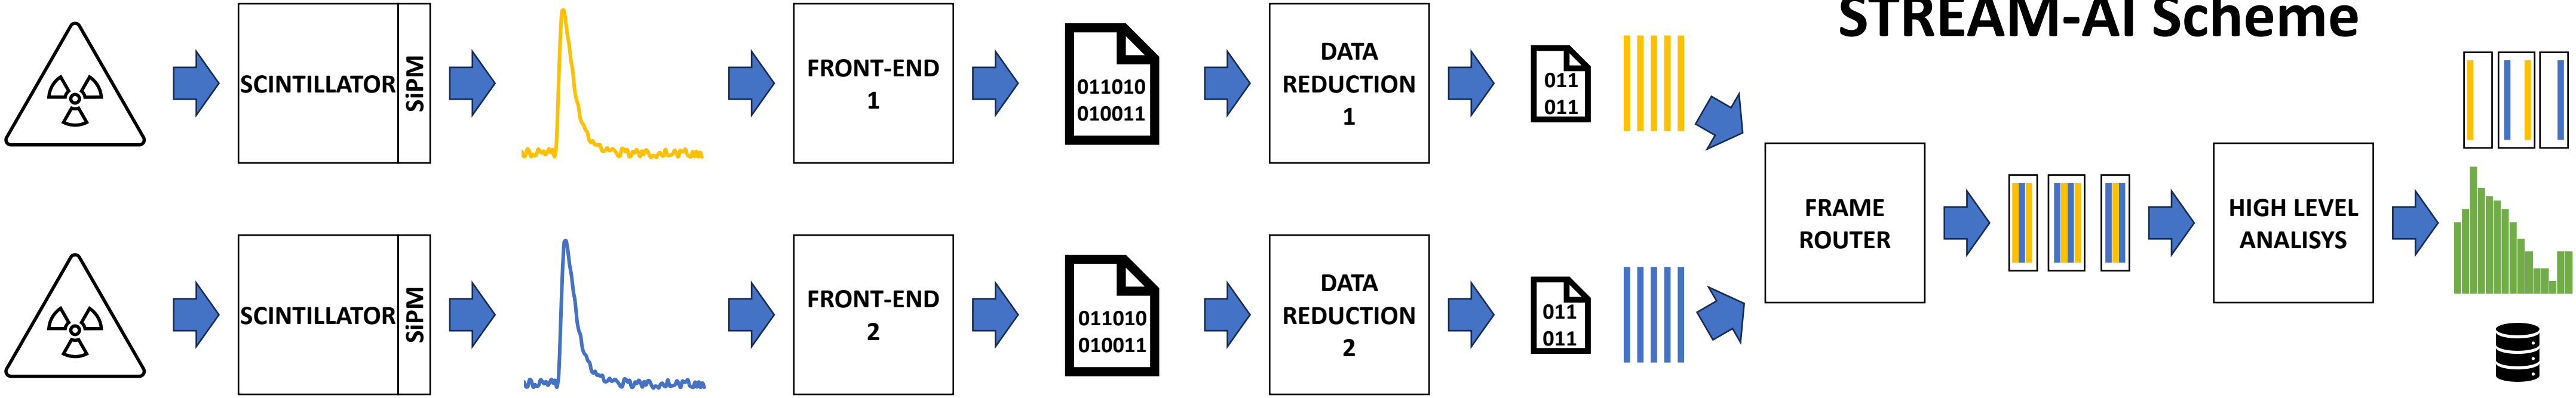 STREAM-AI Scheme
SCINTILLATOR
SiPM
FRONT-END
1
011010
010011
DATA
REDUCTION
1
011
011
SCINTILLATOR
SiPM
FRONT-END
2
011010
010011
DATA
REDUCTION
2
011
011
FRAME
ROUTER
HIGH LEVEL
ANALISYS